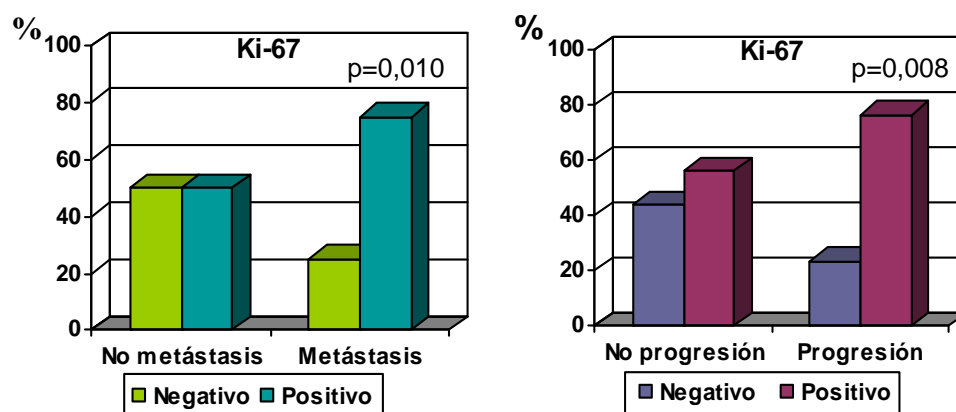 %
100
80
60
40
20
0
Ki-67
p=0,010
No metástasis Metástasis
Negativo Positivo
%
100
80
60
40
20
0
Ki-67
p=0,008
No progresión Progresión
Negativo Positivo